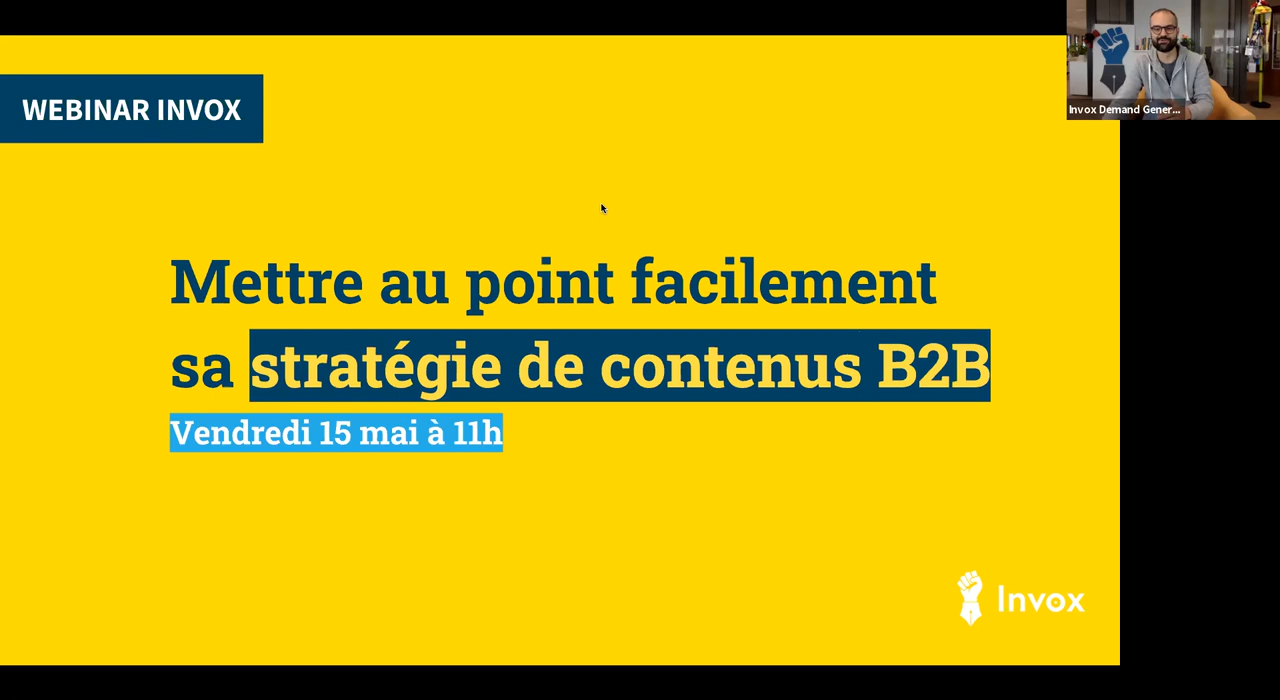 WEBINAR INVOX
Invox Demand Gener...
Mettre au point facilement
sa stratégie de contenus B2B
Vendredi 15 mai à 11h
Invox